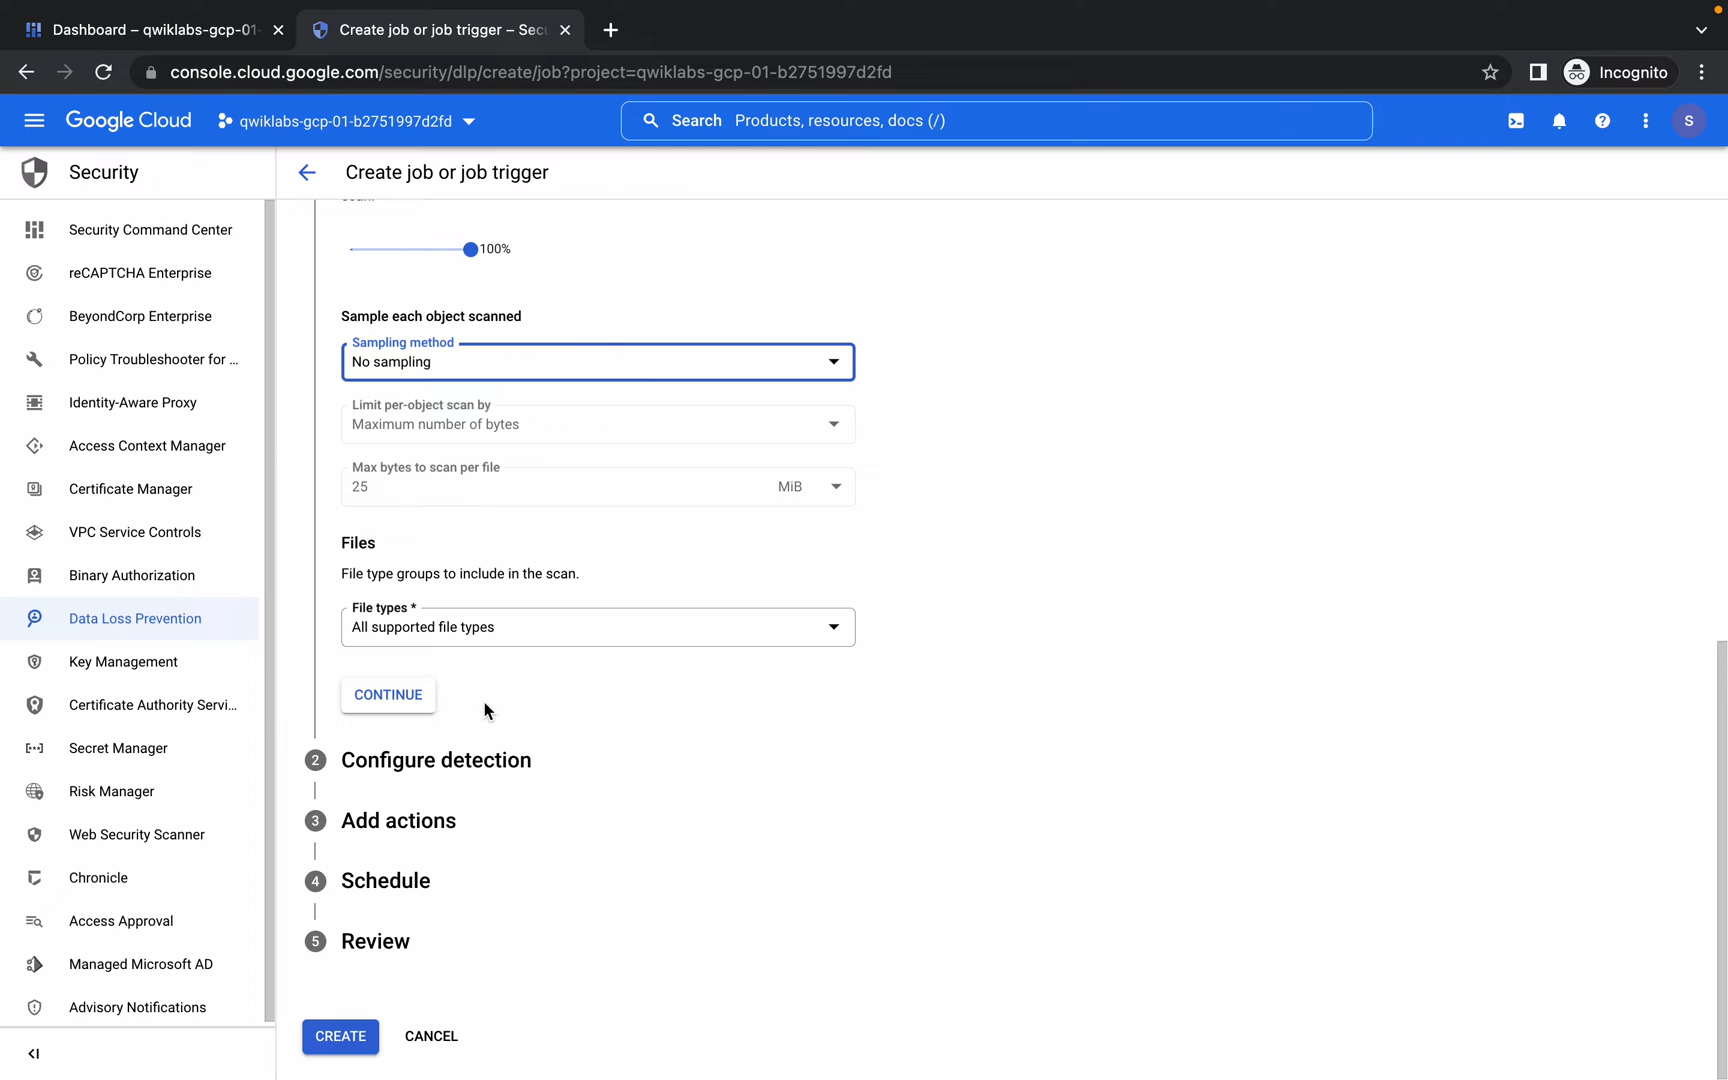 Dashboard – qwiklabs-gcp-01-
Create job or job trigger – Secu
console.cloud.google.com/security/dlp/create/job?project=qwiklabs-gcp-01-b2751997d2fd
Incognito
Google Cloud
qwiklabs-gcp-01-b2751997d2fd
Search Products, resources, docs (/)
S
Security
Create job or job trigger
Security Command Center
reCAPTCHA Enterprise
BeyondCorp Enterprise
Policy Troubleshooter for ...
Identity-Aware Proxy
Access Context Manager
Certificate Manager
VPC Service Controls
Binary Authorization
Data Loss Prevention
Key Management
Certificate Authority Servi...
Secret Manager
Risk Manager
Web Security Scanner
Chronicle
Access Approval
Managed Microsoft AD
Advisory Notifications
100%
Sample each object scanned
Sampling method
No sampling
Limit per-object scan by
Maximum number of bytes
Max bytes to scan per file
25 MiB
Files
File type groups to include in the scan.
File types *
All supported file types
CONTINUE
2 Configure detection
3 Add actions
4 Schedule
5 Review
CREATE CANCEL